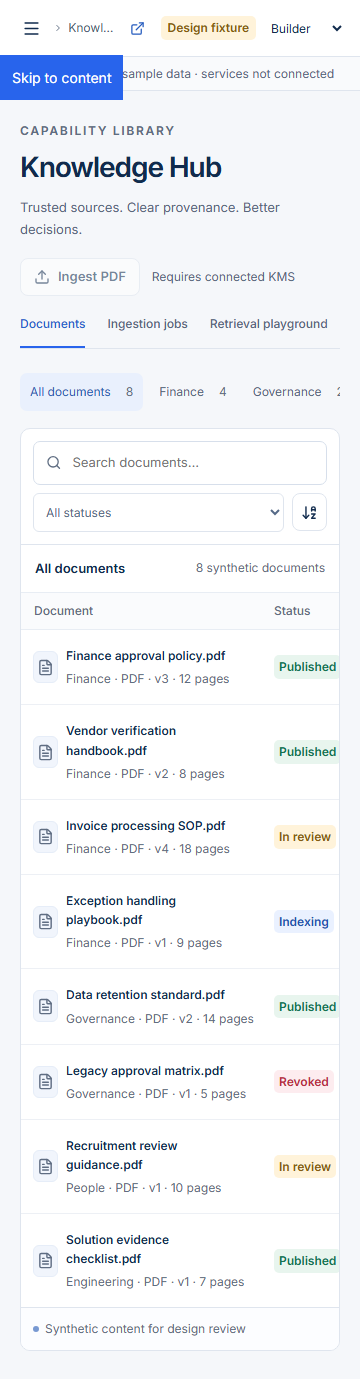 Knowl...
Design fixture
Builder
Skip to content
sample data · services not connected
CAPABILITY LIBRARY
Knowledge Hub
Trusted sources. Clear provenance. Better
decisions.
Ingest PDF
Requires connected KMS
Documents
Ingestion jobs
Retrieval playground
All documents 8
Finance 4
Governance
Search documents...
All statuses
All documents
8 synthetic documents
Document
Status
Finance approval policy.pdf
Finance · PDF · v3 · 12 pages
Published
Vendor verification
handbook.pdf
Finance · PDF · v2 · 8 pages
Published
Invoice processing SOP.pdf
Finance · PDF · v4 · 18 pages
In review
Exception handling
playbook.pdf
Finance · PDF · v1 · 9 pages
Indexing
Data retention standard.pdf
Governance · PDF · v2 · 14 pages
Published
Legacy approval matrix.pdf
Governance · PDF · v1 · 5 pages
Revoked
Recruitment review
guidance.pdf
People · PDF · v1 · 10 pages
In review
Solution evidence
checklist.pdf
Engineering · PDF · v1 · 7 pages
Published
Synthetic content for design review